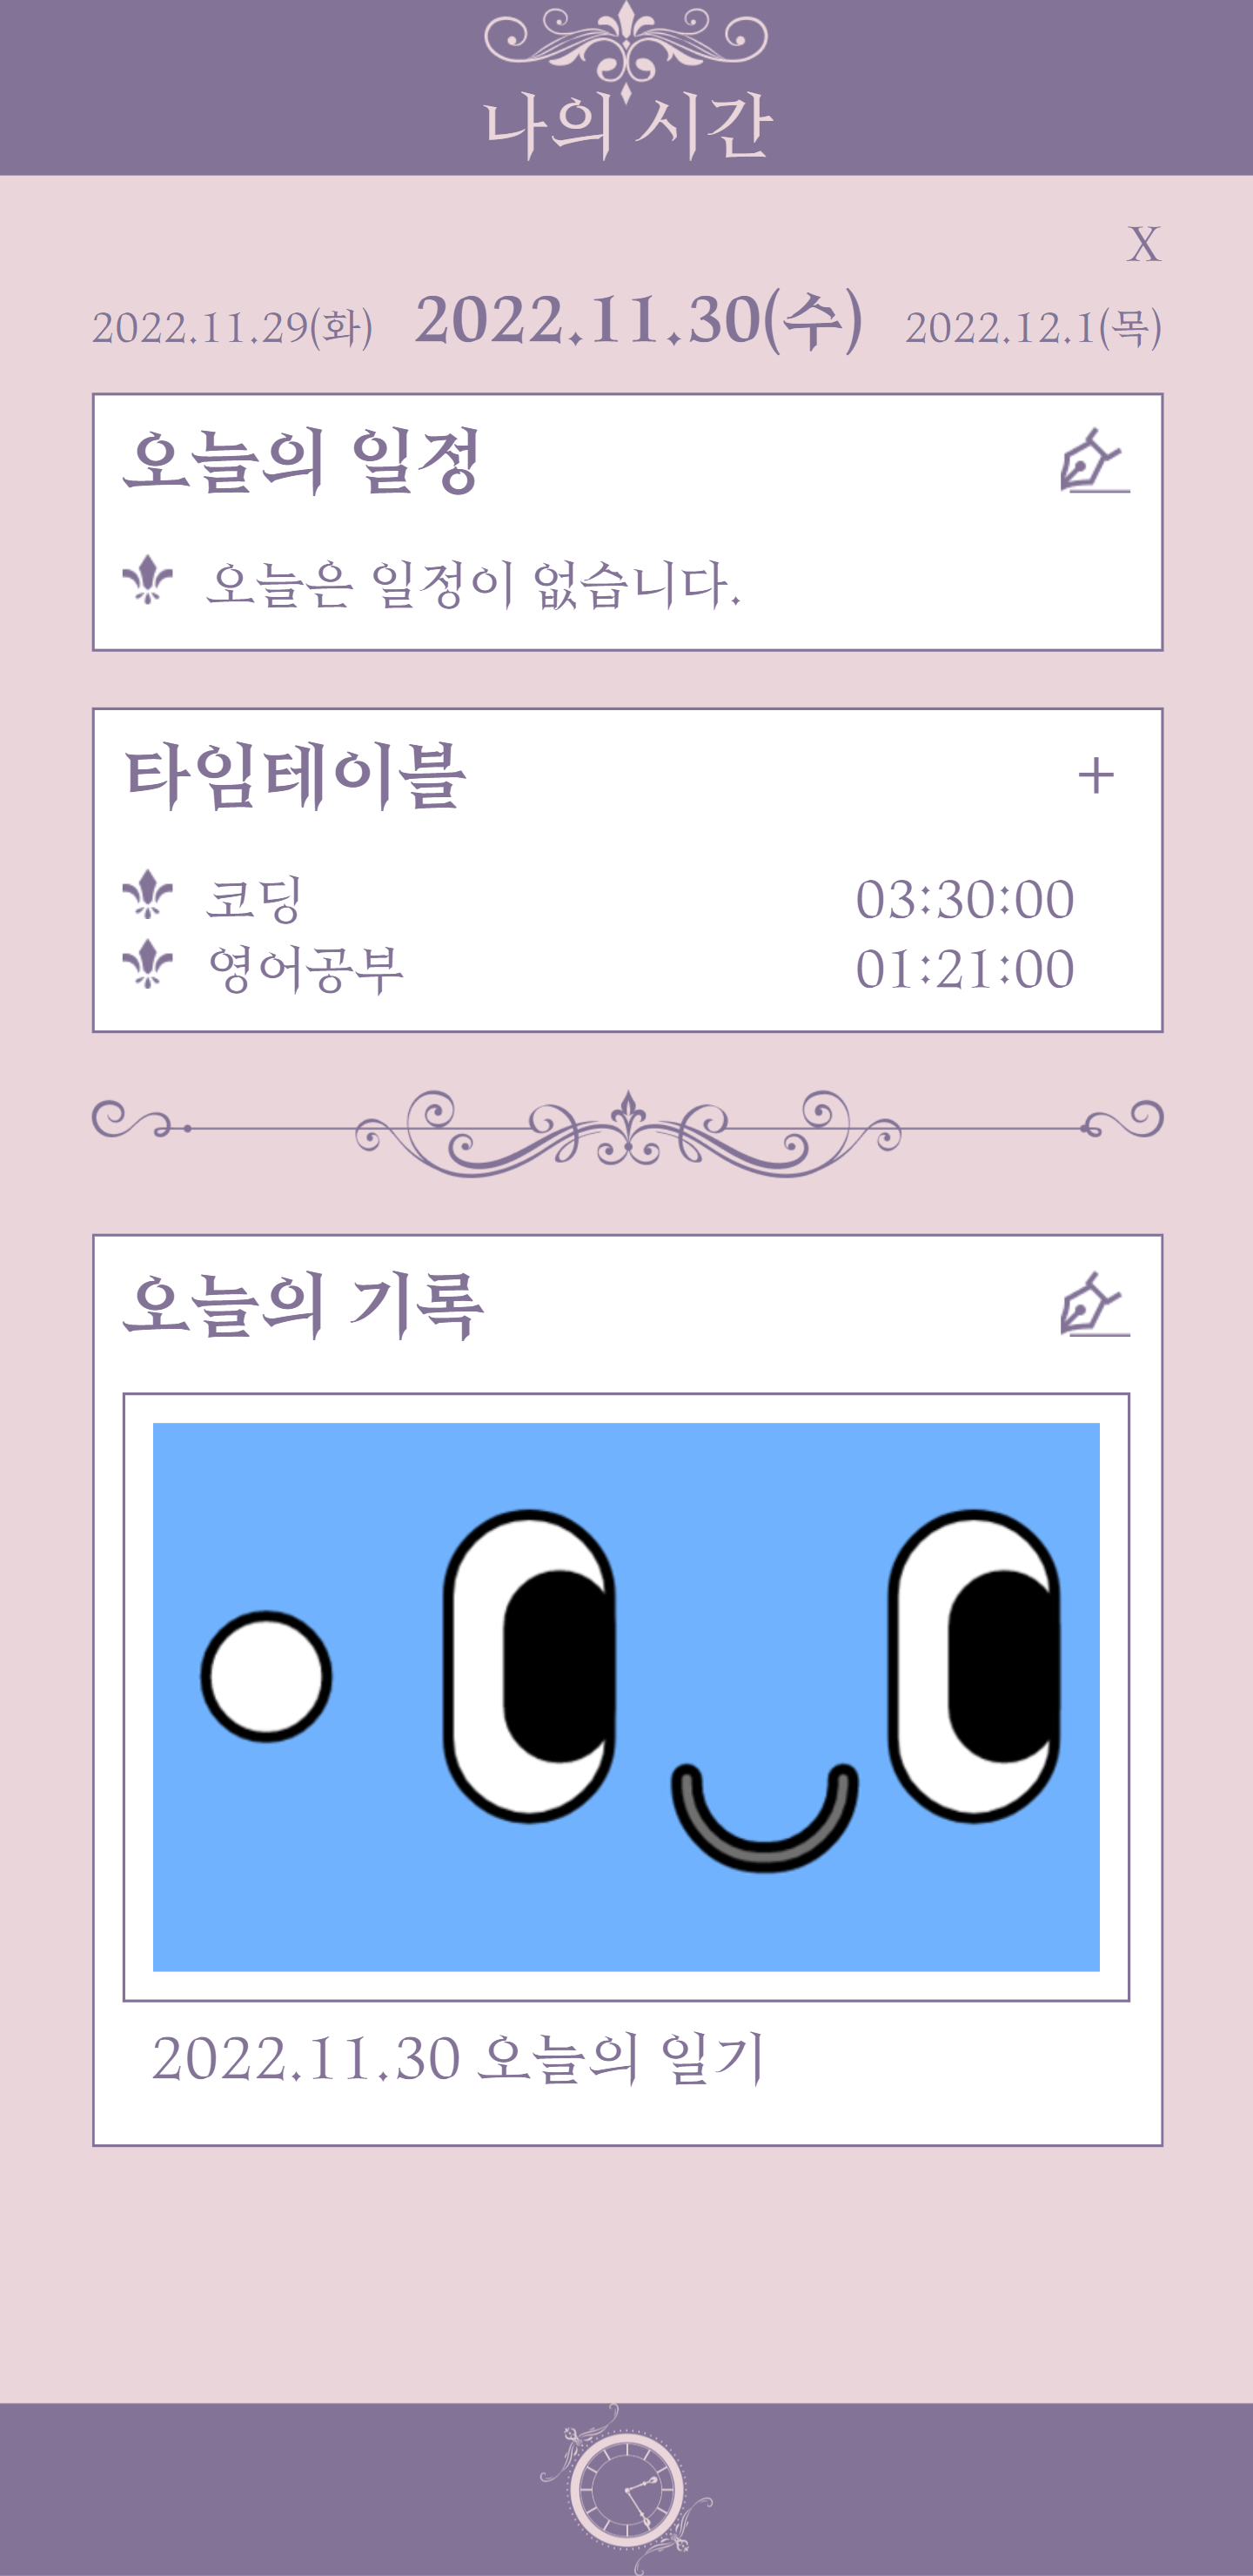 나의 시간
X
2022.11.29(화) 2022.11.30(수) 2022.12.1(목)
오늘의 일정
오늘은 일정이 없습니다.
타임테이블 +
코딩 03:30:00
영어공부 01:21:00
오늘의 기록
2022.11.30 오늘의 일기